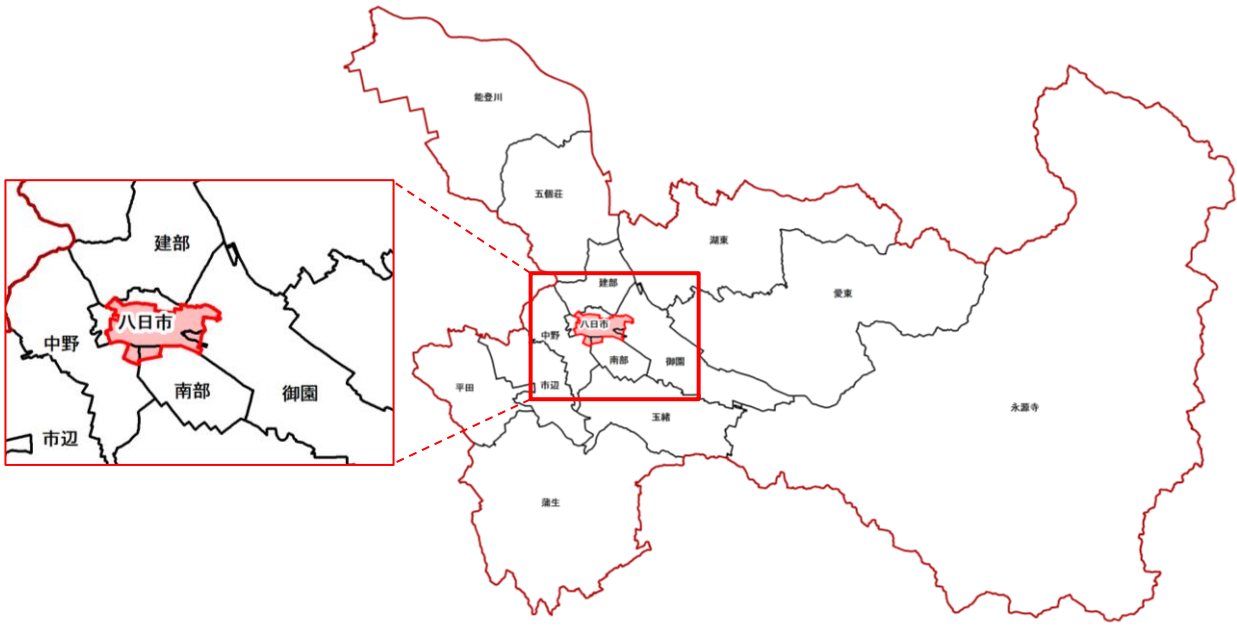 能登川
五個荘
湖東
建部
愛東
八日市
中野
南部
御園
市辺
平田
玉緒
永源寺
蒲生
建部
八日市
中野
南部
御園
市辺